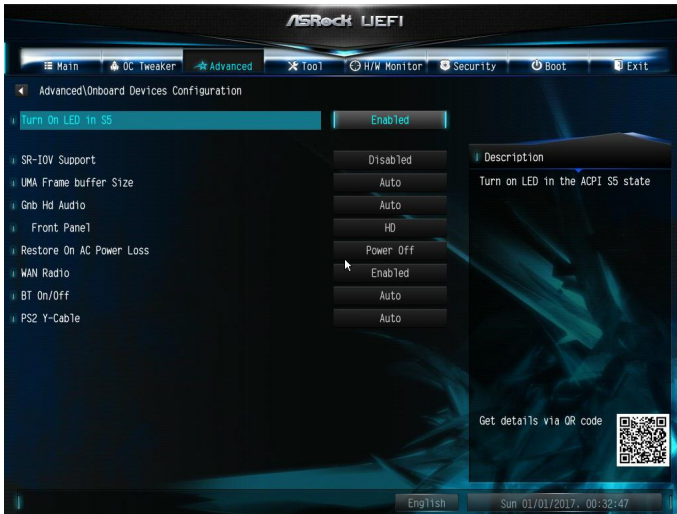 ASRock UEFI
Main OC Tweaker Advanced Tool H/W Monitor Security Boot Exit
Advanced\Onboard Devices Configuration
Turn On LED in S5 Enabled
SR-IOV Support Disabled
UMA Frame buffer Size Auto
Gnb Hd Audio Auto
Front Panel HD
Restore On AC Power Loss Power Off
WAN Radio Enabled
BT On/Off Auto
PS2 Y-Cable Auto
Description
Turn on LED in the ACPI S5 state
Get details via QR code
English Sun 01/01/2017. 00:32:47